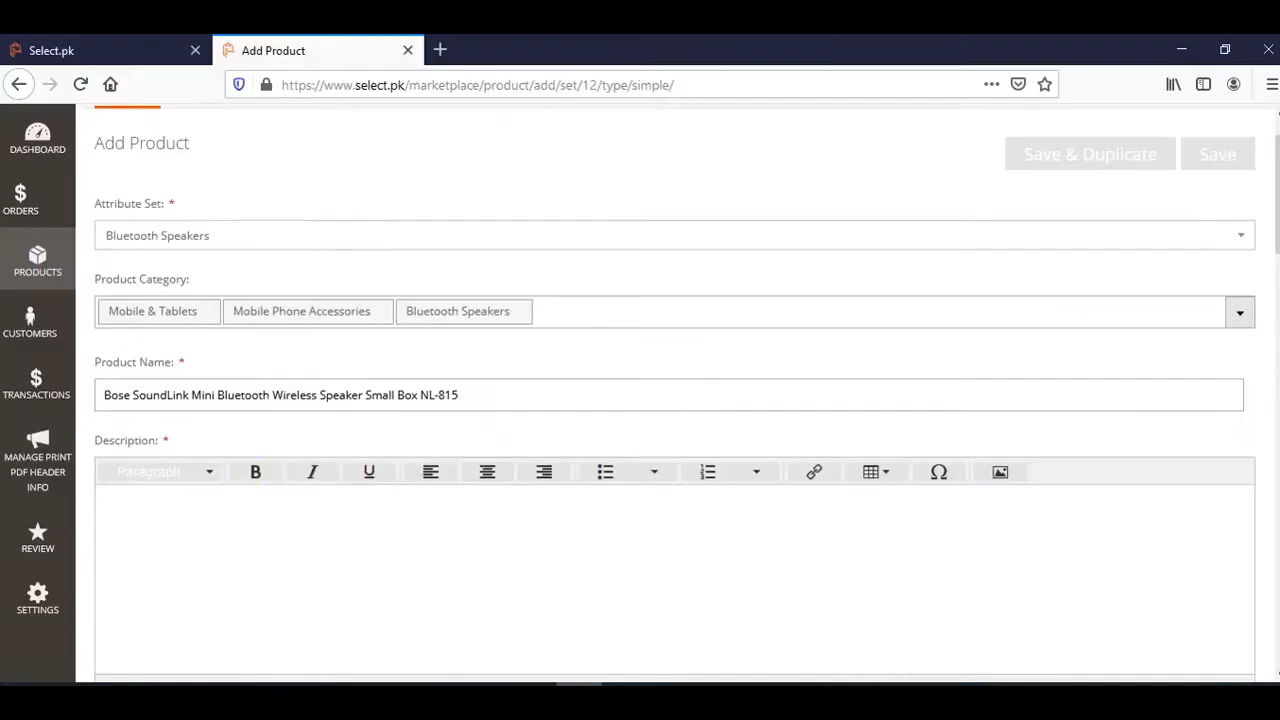 Select.pk
Add Product
https://www.select.pk/marketplace/product/add/set/12/type/simple/
DASHBOARD
ORDERS
PRODUCTS
CUSTOMERS
TRANSACTIONS
MANAGE PRINT
PDF HEADER
INFO
REVIEW
SETTINGS
Add Product
Save & Duplicate Save
Attribute Set: *
Bluetooth Speakers
Product Category:
Mobile & Tablets Mobile Phone Accessories Bluetooth Speakers
Product Name: *
Bose SoundLink Mini Bluetooth Wireless Speaker Small Box NL-815
Description: *
Paragraph B I U Ω